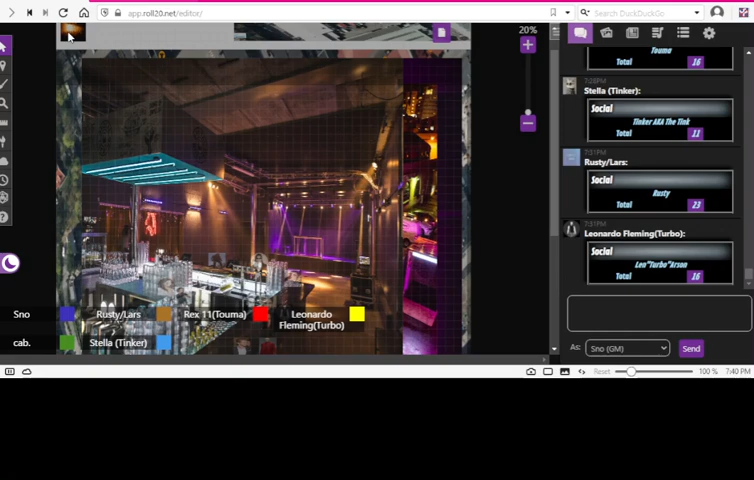 app.roll20.net/editor/
Search DuckDuckGo
20%
Touma
Total 16
7:28PM
Stella (Tinker):
Social
Tinker AKA The Tink
Total 11
7:31PM
Rusty/Lars:
Social
Rusty
Total 23
7:31PM
Leonardo Fleming(Turbo):
Social
Len"Turbo"Arson
Total 16
Sno
Rusty/Lars
Rex 11(Touma)
Leonardo
Fleming(Turbo)
cab.
Stella (Tinker)
As:
Sno (GM)
Send
Reset
100 %
7:40 PM